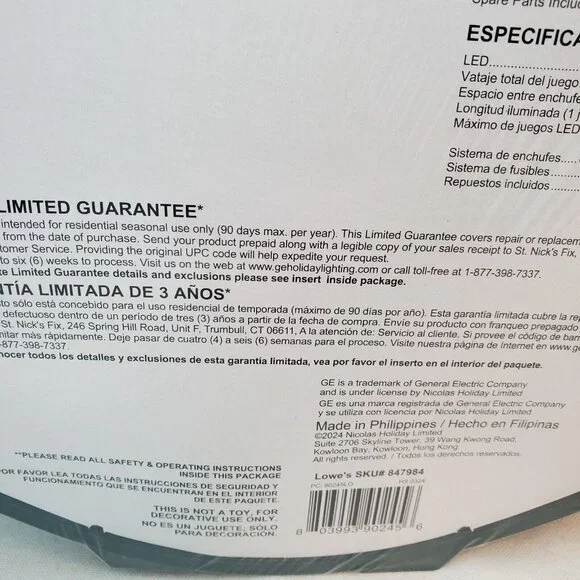 Spare Parts Includ
ESPECIFICA
LED
Vataje total del juego
Espacio entre enchufe
Longitud iluminada (1 j
Máximo de juegos LED
Sistema de enchufes
Sistema de fusibles
Repuestos incluidos
LIMITED GUARANTEE*
intended for residential seasonal use only (90 days max. per year). This Limited Guarantee covers repair or replacem
from the date of purchase. Send your product prepaid along with a legible copy of your sales receipt to St. Nick's Fix,
tomer Service. Providing the original UPC code will help expedite your replacement.
to six (6) weeks to process. Visit us on the web at www.geholidaylighting.com or call toll-free at 1-877-398-7337.
te Limited Guarantee details and exclusions please see insert inside package.
NTÍA LIMITADA DE 3 AÑOS*
to sólo está concebido para el uso residencial de temporada (máximo de 90 días por año). Esta garantía limitada cubre la rep
defectuoso dentro de un período de tres (3) años a partir de la fecha de compra. Envíe su producto con franqueo prepagado
St. Nick's Fix, 246 Spring Hill Road, Unit F, Trumbull, CT 06611, A la atención de: Servicio al cliente. Si provee el código de bar
mitar más rápidamente. Deje pasar de cuatro (4) a seis (6) semanas para el proceso. Visite nuestra página de Internet en www.g
-877-398-7337.
nocer todos los detalles y exclusiones de esta garantía limitada, vea por favor el inserto en el interior del paquete.
GE is a trademark of General Electric Company
and is used under license by Nicolas Holiday Limited
GE es una marca registrada de General Electric Company
y se utiliza con licencia por Nicolas Holiday Limited
Made in Philippines / Hecho en Filipinas
©2024 Nicolas Holiday Limited
Suite 2706 Skyline Tower, 39 Wang Kwong Road,
Kowloon Bay, Kowloon, Hong Kong
All rights reserved. / Todos los derechos reservados.
**PLEASE READ ALL SAFETY & OPERATING INSTRUCTIONS
INSIDE THIS PACKAGE
POR FAVOR LEA TODAS LAS INSTRUCCIONES DE SEGURIDAD Y
FUNCIONAMIENTO QUE SE ENCUENTRAN EN EL INTERIOR
DE ESTE PAQUETE.
THIS IS NOT A TOY, FOR
DECORATIVE USE ONLY.
NO ES UN JUGUETE, SÓLO
PARA DECORACIÓN.
Lowe's SKU# 847984
PC: 90245LO H3 0324
8 03993 90245 6